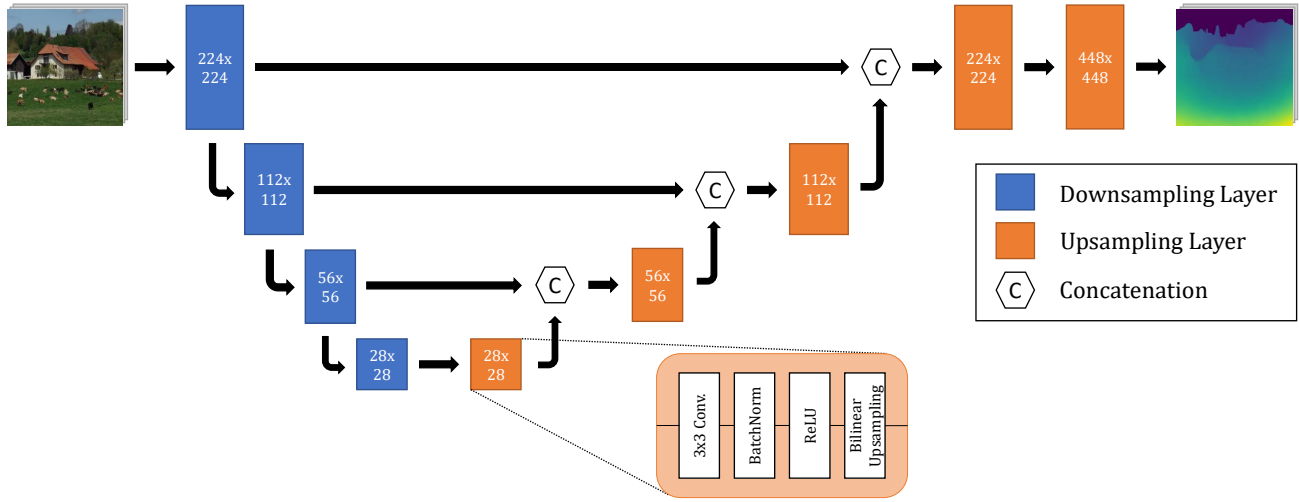 224x
224
C
224x
224
448x
448
112x
112
C
112x
112
56x
56
C
56x
56
28x
28
28x
28
Downsampling Layer
Upsampling Layer
C
Concatenation
3x3 Conv.
BatchNorm
ReLU
Bilinear
Upsampling